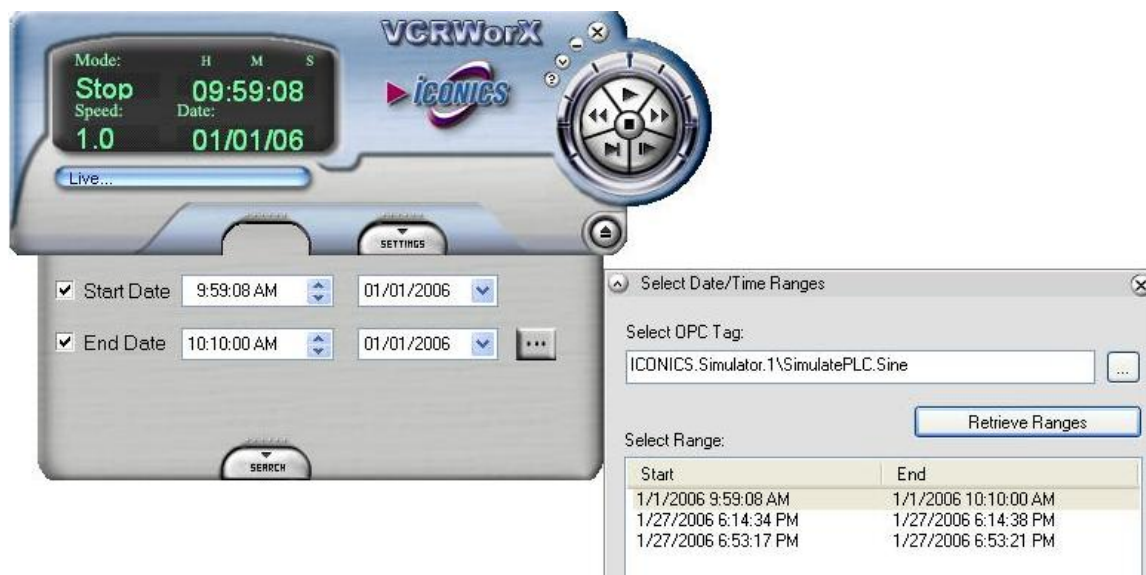 VCRWorX
ICONICS
Mode: H M S
Stop 09:59:08
Speed: Date:
1.0 01/01/06
Live...
?
SETTINGS
Start Date 9:59:08 AM 01/01/2006
End Date 10:10:00 AM 01/01/2006 ...
SEARCH
Select Date/Time Ranges
Select OPC Tag:
ICONICS.Simulator.1\SimulatePLC.Sine ...
Retrieve Ranges
Select Range:
Start End
1/1/2006 9:59:08 AM 1/1/2006 10:10:00 AM
1/27/2006 6:14:34 PM 1/27/2006 6:14:38 PM
1/27/2006 6:53:17 PM 1/27/2006 6:53:21 PM